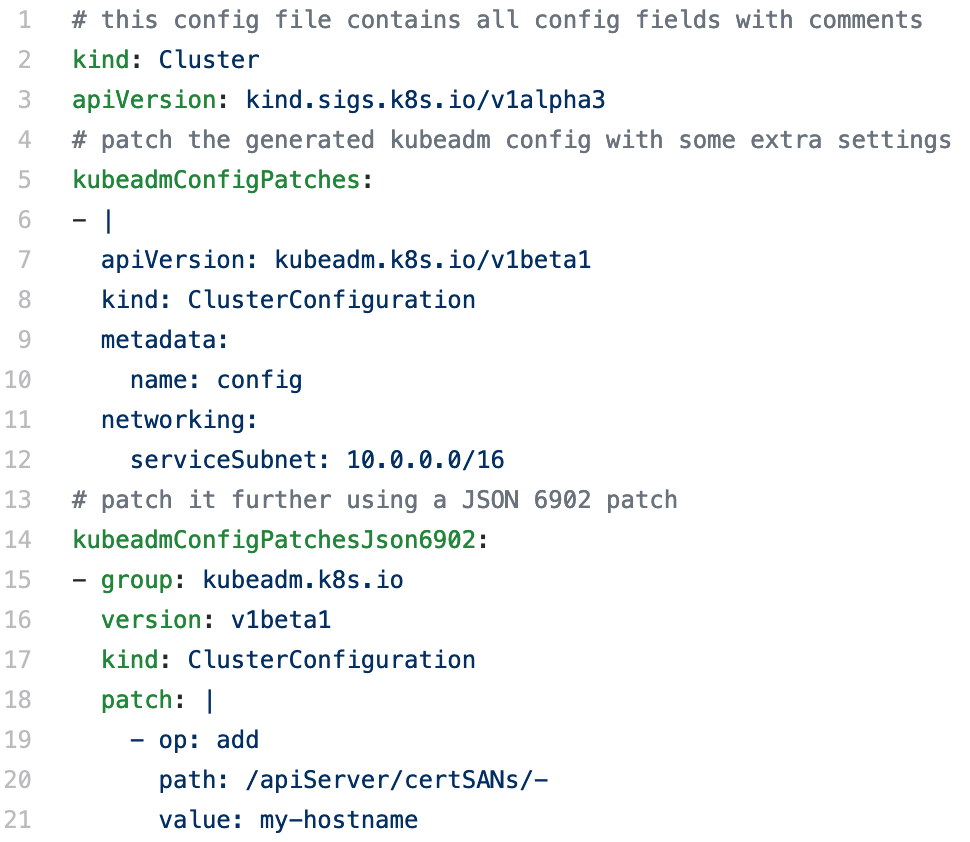 1 # this config file contains all config fields with comments
2 kind: Cluster
3 apiVersion: kind.sigs.k8s.io/v1alpha3
4 # patch the generated kubeadm config with some extra settings
5 kubeadmConfigPatches:
6 - |
7   apiVersion: kubeadm.k8s.io/v1beta1
8   kind: ClusterConfiguration
9   metadata:
10     name: config
11   networking:
12     serviceSubnet: 10.0.0.0/16
13 # patch it further using a JSON 6902 patch
14 kubeadmConfigPatchesJson6902:
15 - group: kubeadm.k8s.io
16   version: v1beta1
17   kind: ClusterConfiguration
18   patch: |
19     - op: add
20       path: /apiServer/certSANs/-
21       value: my-hostname